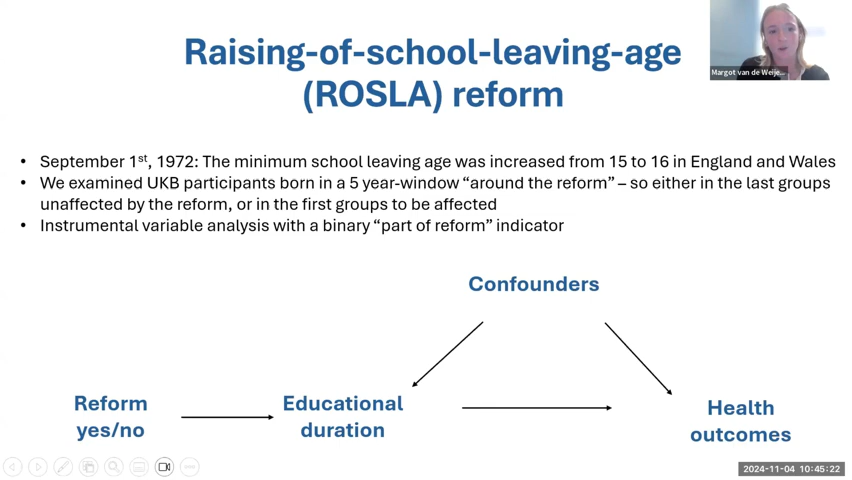 Raising-of-school-leaving-age
(ROSLA) reform
Margot van de Weije...
• September 1st, 1972: The minimum school leaving age was increased from 15 to 16 in England and Wales
• We examined UKB participants born in a 5 year-window “around the reform” – so either in the last groups
unaffected by the reform, or in the first groups to be affected
• Instrumental variable analysis with a binary “part of reform” indicator
Confounders
Reform
yes/no
Educational
duration
Health
outcomes
2024-11-04 10:45:22